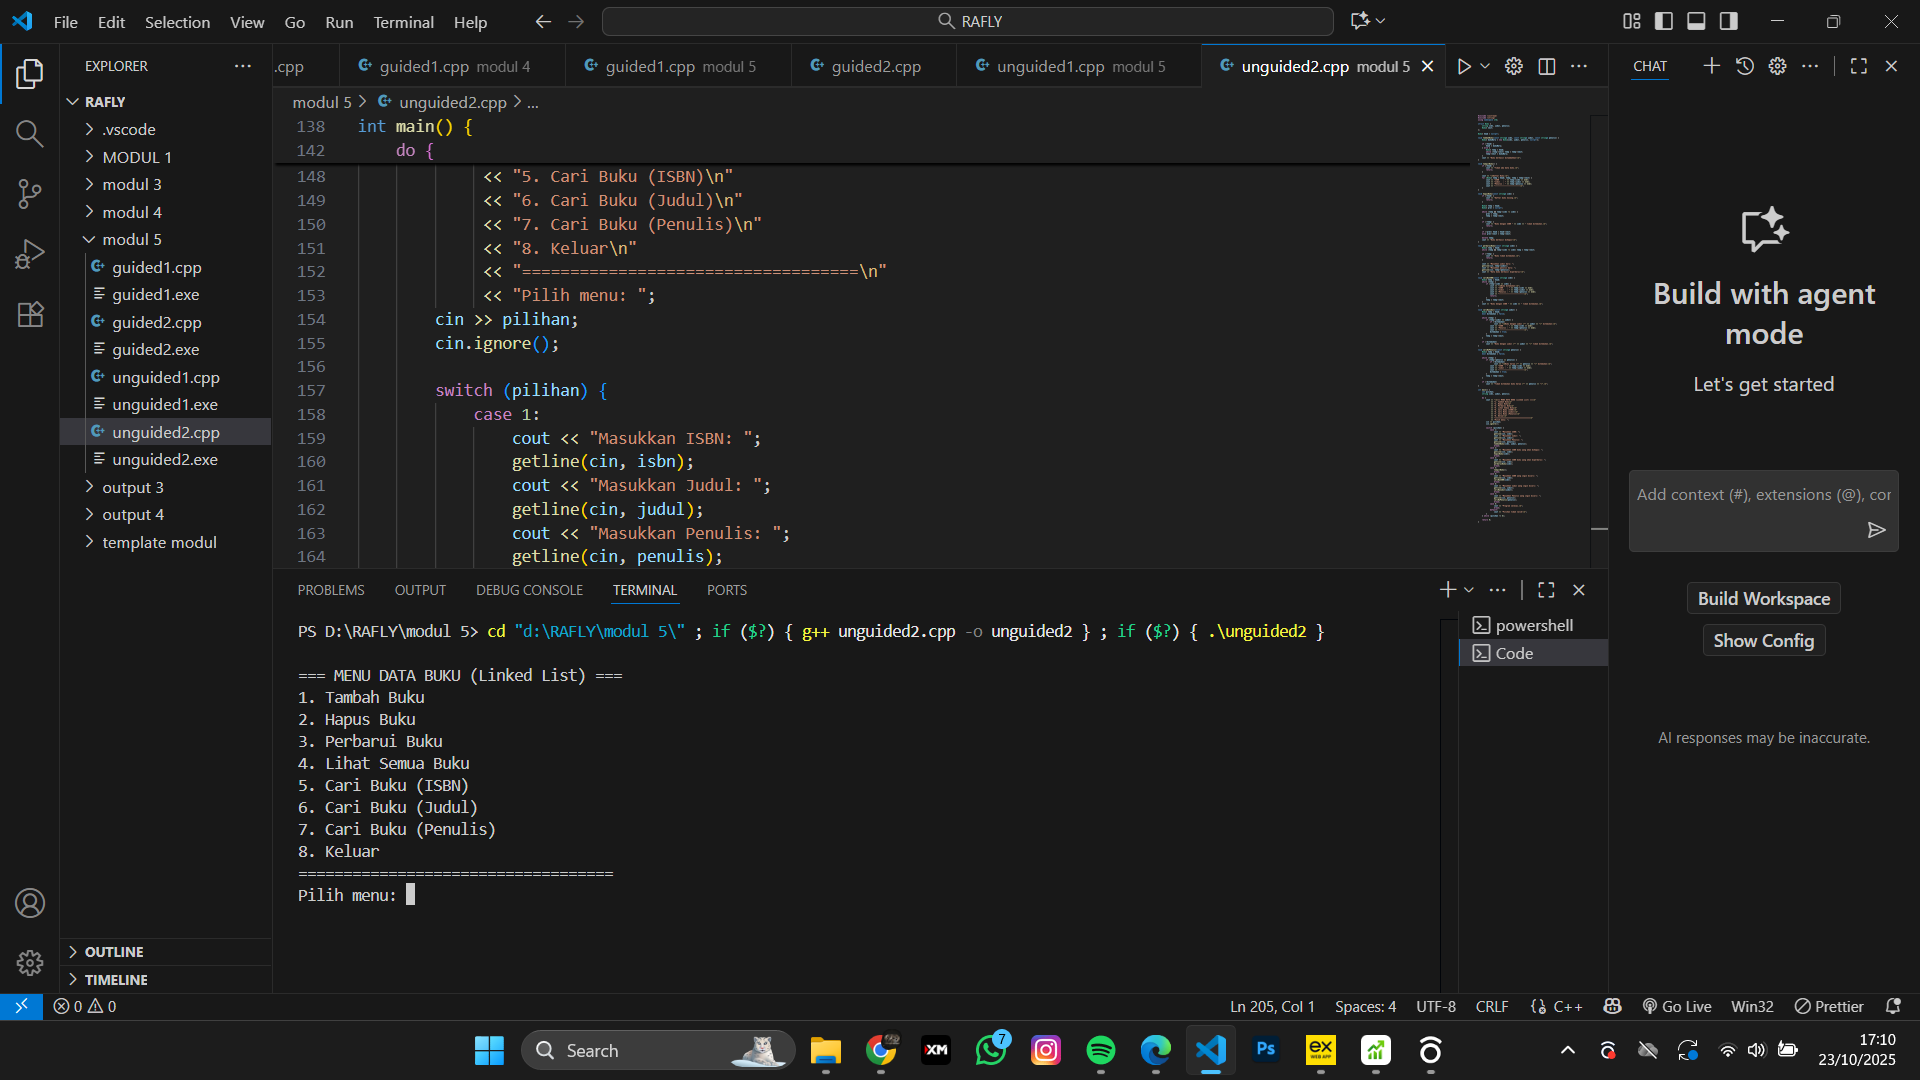 File Edit Selection View Go Run Terminal Help
RAFLY
EXPLORER
RAFLY
.vscode
MODUL 1
modul 3
modul 4
modul 5
guided1.cpp
guided1.exe
guided2.cpp
guided2.exe
unguided1.cpp
unguided1.exe
unguided2.cpp
unguided2.exe
output 3
output 4
template modul
OUTLINE
TIMELINE
.cpp guided1.cpp modul 4 guided1.cpp modul 5 guided2.cpp unguided1.cpp modul 5 unguided2.cpp modul 5
modul 5 > unguided2.cpp > ...
138 int main() {
142 do {
148 << "5. Cari Buku (ISBN)\n"
149 << "6. Cari Buku (Judul)\n"
150 << "7. Cari Buku (Penulis)\n"
151 << "8. Keluar\n"
152 << "===================================\n"
153 << "Pilih menu: ";
154 cin >> pilihan;
155 cin.ignore();
156
157 switch (pilihan) {
158 case 1:
159 cout << "Masukkan ISBN: ";
160 getline(cin, isbn);
161 cout << "Masukkan Judul: ";
162 getline(cin, judul);
163 cout << "Masukkan Penulis: ";
164 getline(cin, penulis);
PROBLEMS OUTPUT DEBUG CONSOLE TERMINAL PORTS
PS D:\RAFLY\modul 5> cd "d:\RAFLY\modul 5\" ; if ($?) { g++ unguided2.cpp -o unguided2 } ; if ($?) { .\unguided2 }
=== MENU DATA BUKU (Linked List) ===
1. Tambah Buku
2. Hapus Buku
3. Perbarui Buku
4. Lihat Semua Buku
5. Cari Buku (ISBN)
6. Cari Buku (Judul)
7. Cari Buku (Penulis)
8. Keluar
===================================
Pilih menu:
powershell
Code
CHAT
Build with agent
mode
Let's get started
Add context (#), extensions (@), cor
Build Workspace
Show Config
AI responses may be inaccurate.
0 0
Ln 205, Col 1 Spaces: 4 UTF-8 CRLF {} C++ Go Live Win32 Prettier
Search
XM
7
Ps
ex
WEB APP
17:10
23/10/2025